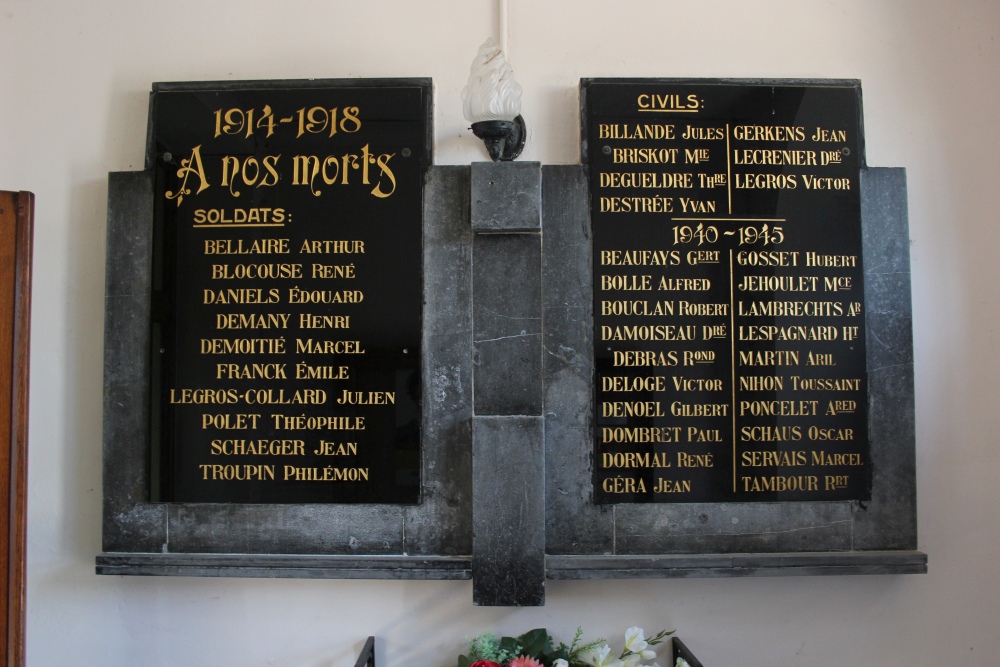 1914-1918
A nos morts
SOLDATS:
BELLAIRE ARTHUR
BLOCOUSE RENÉ
DANIELS ÉDOUARD
DEMANY HENRI
DEMOITIÉ MARCEL
FRANCK ÉMILE
LEGROS-COLLARD JULIEN
POLET THÉOPHILE
SCHAEGER JEAN
TROUPIN PHILÉMON
CIVILS:
BILLANDE JULES
BRISKOT MIE
DEGUELDRE THRE
DESTRÉE YVAN
GERKENS JEAN
LECRENIER DRÉ
LEGROS VICTOR
1940~1945
BEAUFAYS GERT
BOLLE ALFRED
BOUCLAN ROBERT
DAMOISEAU DRÉ
DEBRAS ROND
DELOGE VICTOR
DENOEL GILBERT
DOMBRET PAUL
DORMAL RENÉ
GÉRA JEAN
GOSSET HUBERT
JEHOULET MCE
LAMBRECHTS AR
LESPAGNARD HT
MARTIN ARIL
NIHON TOUSSAINT
PONCELET ARED
SCHAUS OSCAR
SERVAIS MARCEL
TAMBOUR RRT